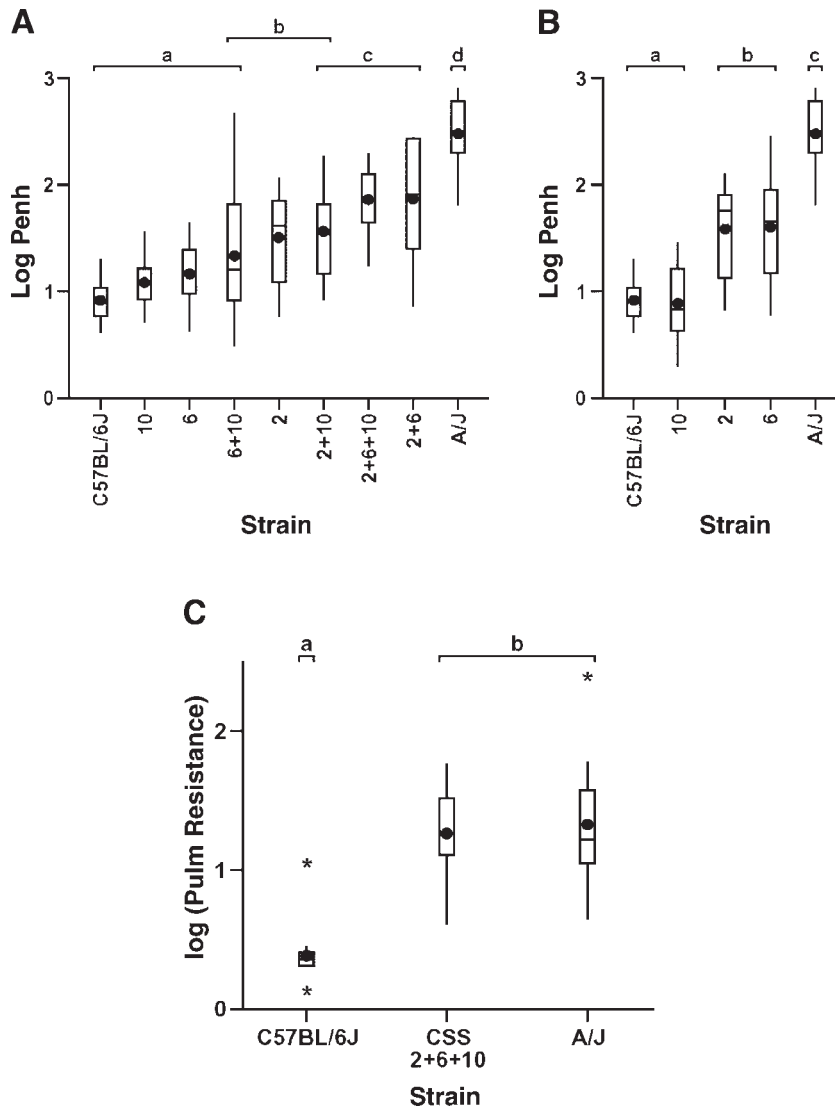 A
B
b
a
c
d
a
b
c
3
2
1
0
Log Penh
C57BL/6J
10
6
6+10
2
2+10
2+6+10
2+6
A/J
Strain
3
2
1
0
Log Penh
C57BL/6J
10
2
6
A/J
Strain
C
a
b
*
2
1
0
*
*
log (Pulm Resistance)
C57BL/6J
CSS
2+6+10
A/J
Strain